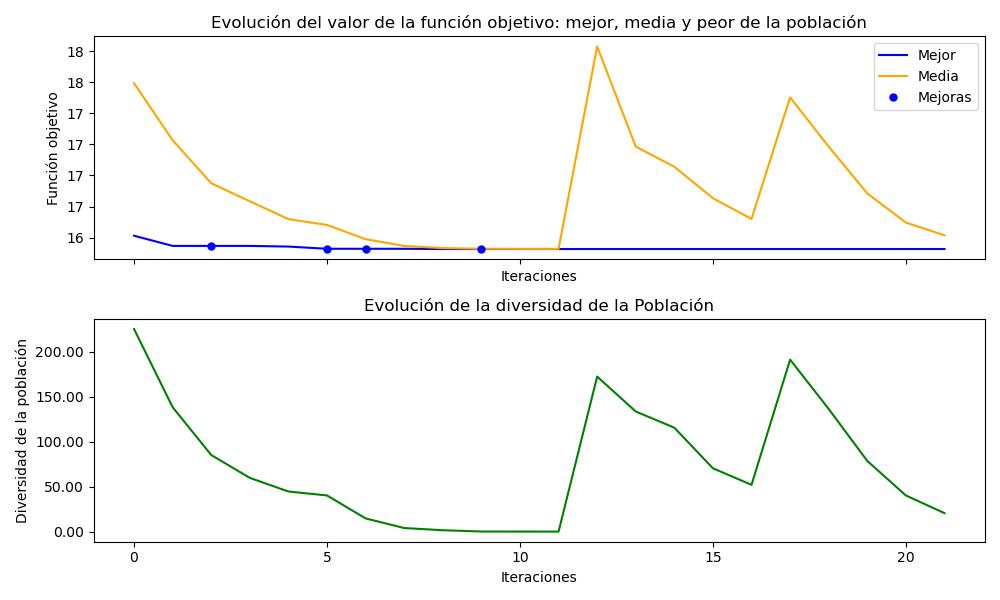 Evolución del valor de la función objetivo: mejor, media y peor de la población
Función objetivo
18
18
17
17
17
17
16
Mejor
Media
Mejoras
Iteraciones
Evolución de la diversidad de la Población
Diversidad de la población
200.00
150.00
100.00
50.00
0.00
0
5
10
15
20
Iteraciones